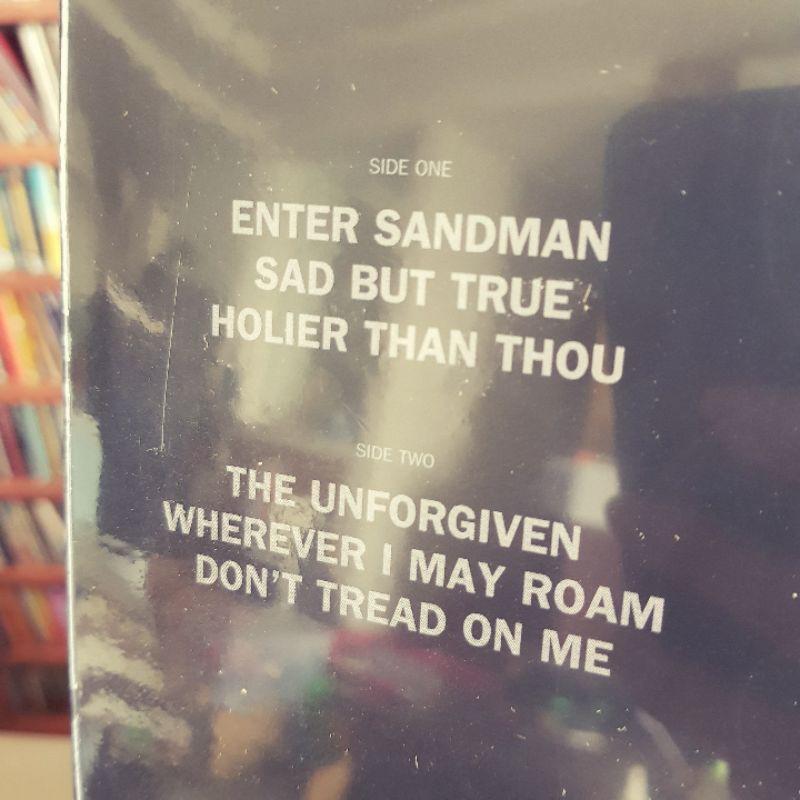 SIDE ONE
ENTER SANDMAN
SAD BUT TRUE
HOLIER THAN THOU
SIDE TWO
THE UNFORGIVEN
WHEREVER I MAY ROAM
DON'T TREAD ON ME